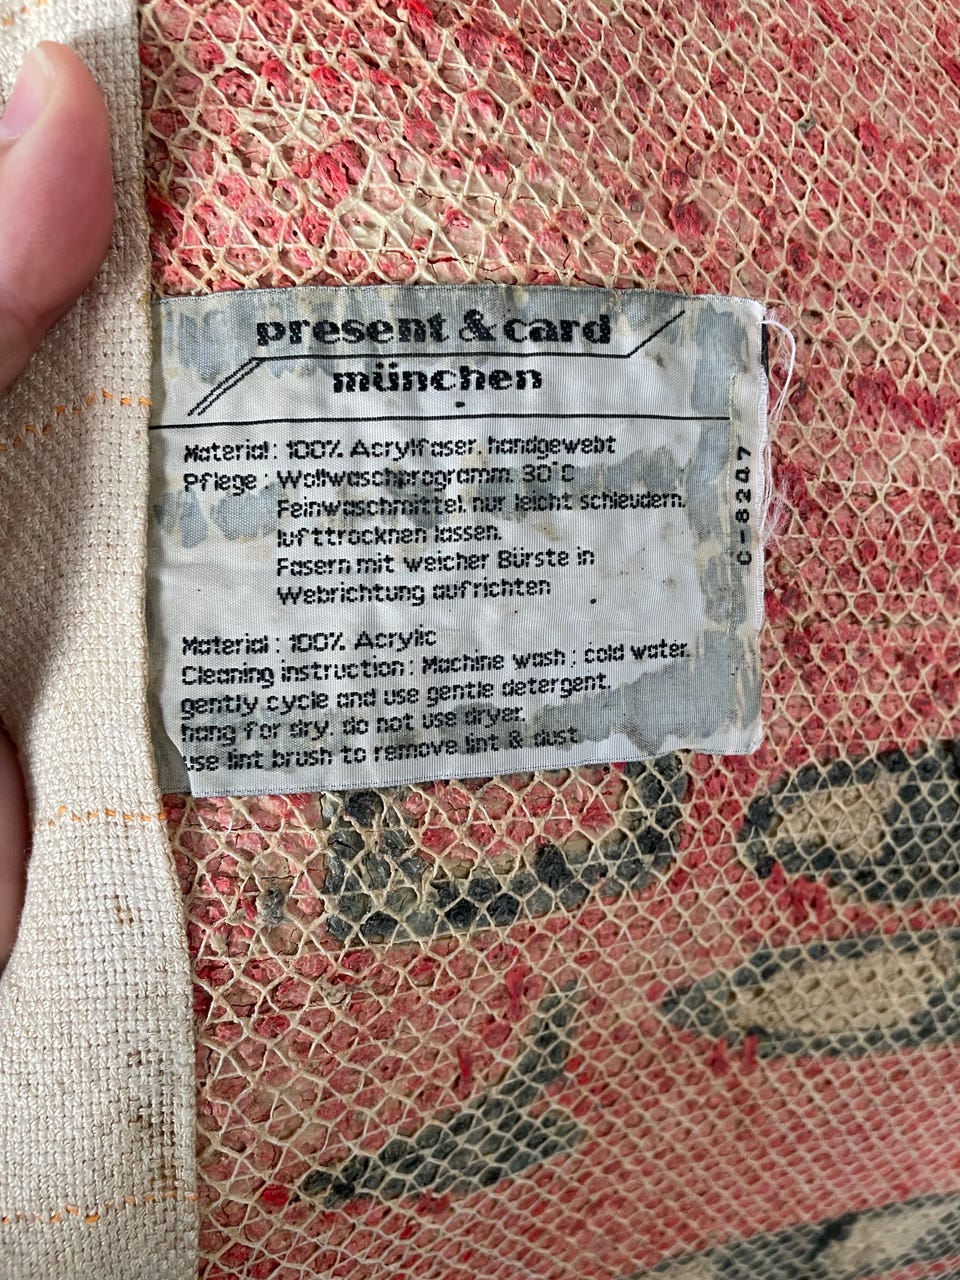 present & card
münchen
Material: 100% Acrylfaser. handgewebt
Pflege: Wollwaschprogramm. 30°C
Feinwaschmittel. nur leicht schleudern.
lufttrocknen lassen.
Fasern mit weicher Bürste in
Webrichtung aufrichten
Material: 100% Acrylic
Cleaning instruction: Machine wash; cold water.
gently cycle and use gentle detergent.
hang for dry. do not use dryer.
use lint brush to remove lint & dust
C-8247